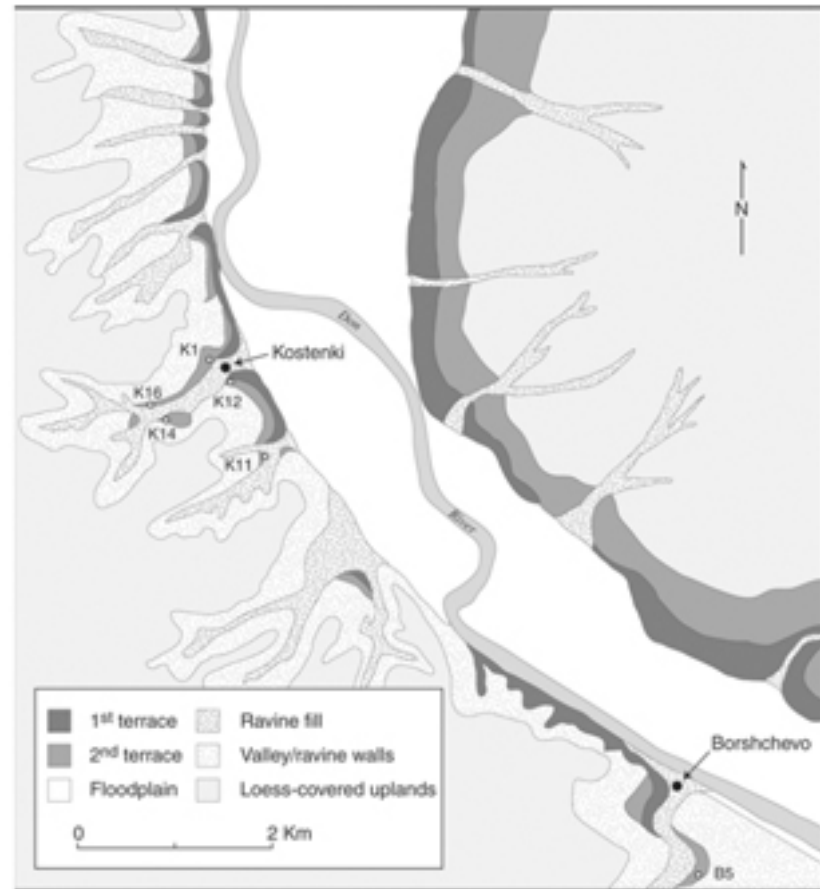 N
Don
River
K1
Kostenki
K16
K12
K14
K11
1st terrace
2nd terrace
Floodplain
Ravine fill
Valley/ravine walls
Loess-covered uplands
0
2 Km
Borshchevo
B5